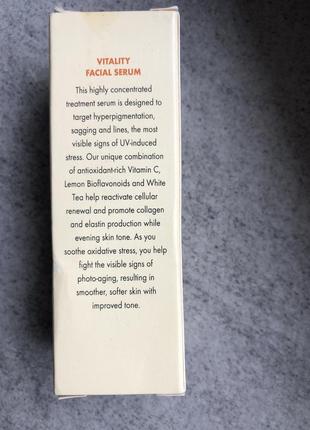 VITALITY
FACIAL SERUM
This highly concentrated
treatment serum is designed to
target hyperpigmentation,
sagging and lines, the most
visible signs of UV-induced
stress. Our unique combination
of antioxidant-rich Vitamin C,
Lemon Bioflavonoids and White
Tea help reactivate cellular
renewal and promote collagen
and elastin production while
evening skin tone. As you
soothe oxidative stress, you help
fight the visible signs of
photo-aging, resulting in
smoother, softer skin with
improved tone.